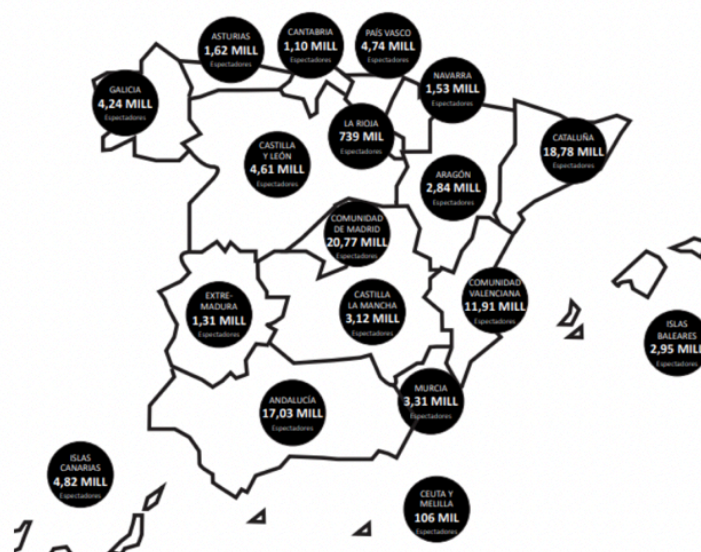 ASTURIAS
1,62 MILL
Espectadores
CANTABRIA
1,10 MILL
Espectadores
PAÍS VASCO
4,74 MILL
Espectadores
NAVARRA
1,53 MILL
Espectadores
GALICIA
4,24 MILL
Espectadores
LA RIOJA
739 MIL
Espectadores
CATALUÑA
18,78 MILL
Espectadores
CASTILLA
Y LEÓN
4,61 MILL
Espectadores
ARAGÓN
2,84 MILL
Espectadores
COMUNIDAD
DE MADRID
20,77 MILL
Espectadores
EXTRE-
MADURA
1,31 MILL
Espectadores
CASTILLA
LA MANCHA
3,12 MILL
Espectadores
COMUNIDAD
VALENCIANA
11,91 MILL
Espectadores
ISLAS
BALEARES
2,95 MILL
Espectadores
ANDALUCÍA
17,03 MILL
Espectadores
MURCIA
3,31 MILL
Espectadores
ISLAS
CANARIAS
4,82 MILL
Espectadores
CEUTA Y
MELILLA
106 MIL
Espectadores